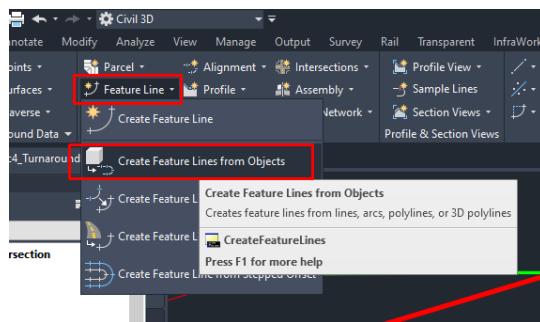 Civil 3D
nnotate Modify Analyze View Manage Output Survey Rail Transparent InfraWork
oints Parcel Alignment Intersections Profile View
urfaces Feature Line Profile Assembly Sample Lines
averse Network Section Views
ound Data Profile & Section Views
Create Feature Line
4_Turnaround
Create Feature Lines from Objects
Create Feature L
Create Feature Lines from Objects
Creates feature lines from lines, arcs, polylines, or 3D polylines
Create Feature L
CreateFeatureLines
rsection
Press F1 for more help
Create Feature Line from Stepped Offset